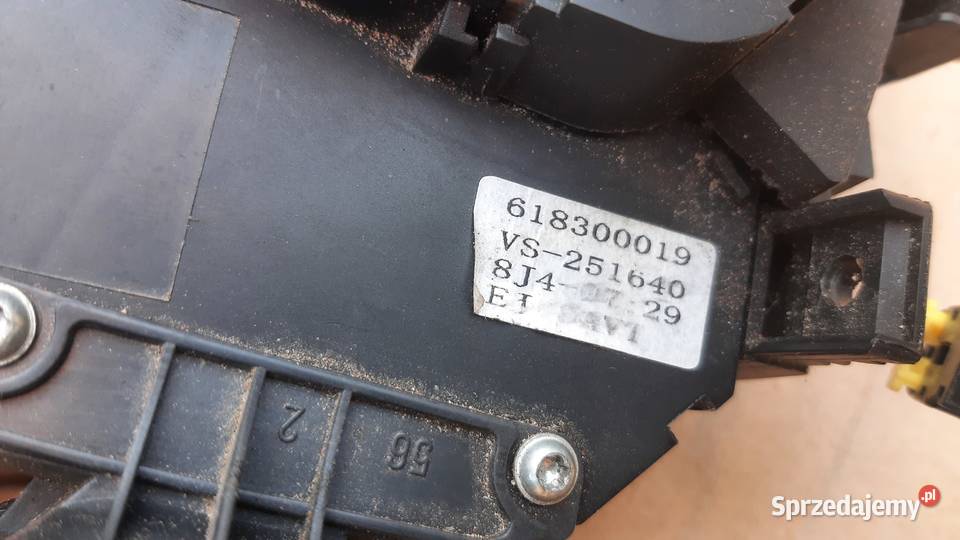 618300019
VS-251640
8J4- 29
2
56
Sprzedajemy.pl